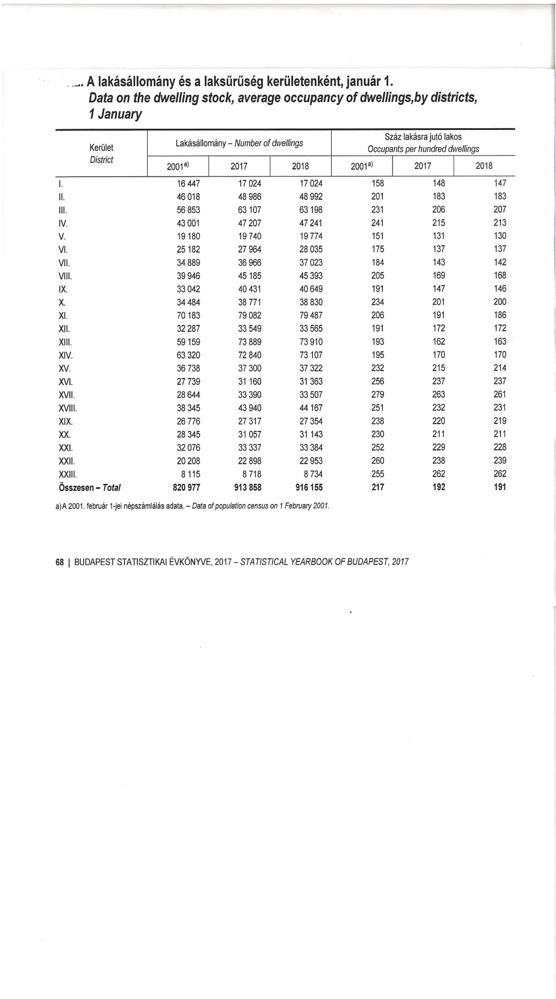 A lakásállomány és a laksűrűség kerületenként, január 1.
Data on the dwelling stock, average occupancy of dwellings,by districts,
1 January
Kerület
District
Lakásállomány – Number of dwellings
Száz lakásra jutó lakos
Occupants per hundred dwellings
2001a) 2017 2018 2001a) 2017 2018
I. 16 447 17 024 17 024 158 148 147
II. 46 018 48 986 48 992 201 183 183
III. 56 853 63 107 63 198 231 206 207
IV. 43 001 47 207 47 241 241 215 213
V. 19 180 19 740 19 774 151 131 130
VI. 25 182 27 964 28 035 175 137 137
VII. 34 889 36 966 37 023 184 143 142
VIII. 39 946 45 185 45 393 205 169 168
IX. 33 042 40 431 40 649 191 147 146
X. 34 484 38 771 38 830 234 201 200
XI. 70 183 79 082 79 487 206 191 186
XII. 32 287 33 549 33 565 191 172 172
XIII. 59 159 73 889 73 910 193 162 163
XIV. 63 320 72 840 73 107 195 170 170
XV. 36 738 37 300 37 322 232 215 214
XVI. 27 739 31 160 31 363 256 237 237
XVII. 28 644 33 390 33 507 279 263 261
XVIII. 38 345 43 940 44 167 251 232 231
XIX. 26 776 27 317 27 354 238 220 219
XX. 28 345 31 057 31 143 230 211 211
XXI. 32 076 33 337 33 384 252 229 228
XXII. 20 208 22 898 22 953 260 238 239
XXIII. 8 115 8 718 8 734 255 262 262
Összesen – Total 820 977 913 858 916 155 217 192 191
a) A 2001. február 1-jei népszámlálás adata. – Data of population census on 1 February 2001.
68 | BUDAPEST STATISZTIKAI ÉVKÖNYVE, 2017 – STATISTICAL YEARBOOK OF BUDAPEST, 2017